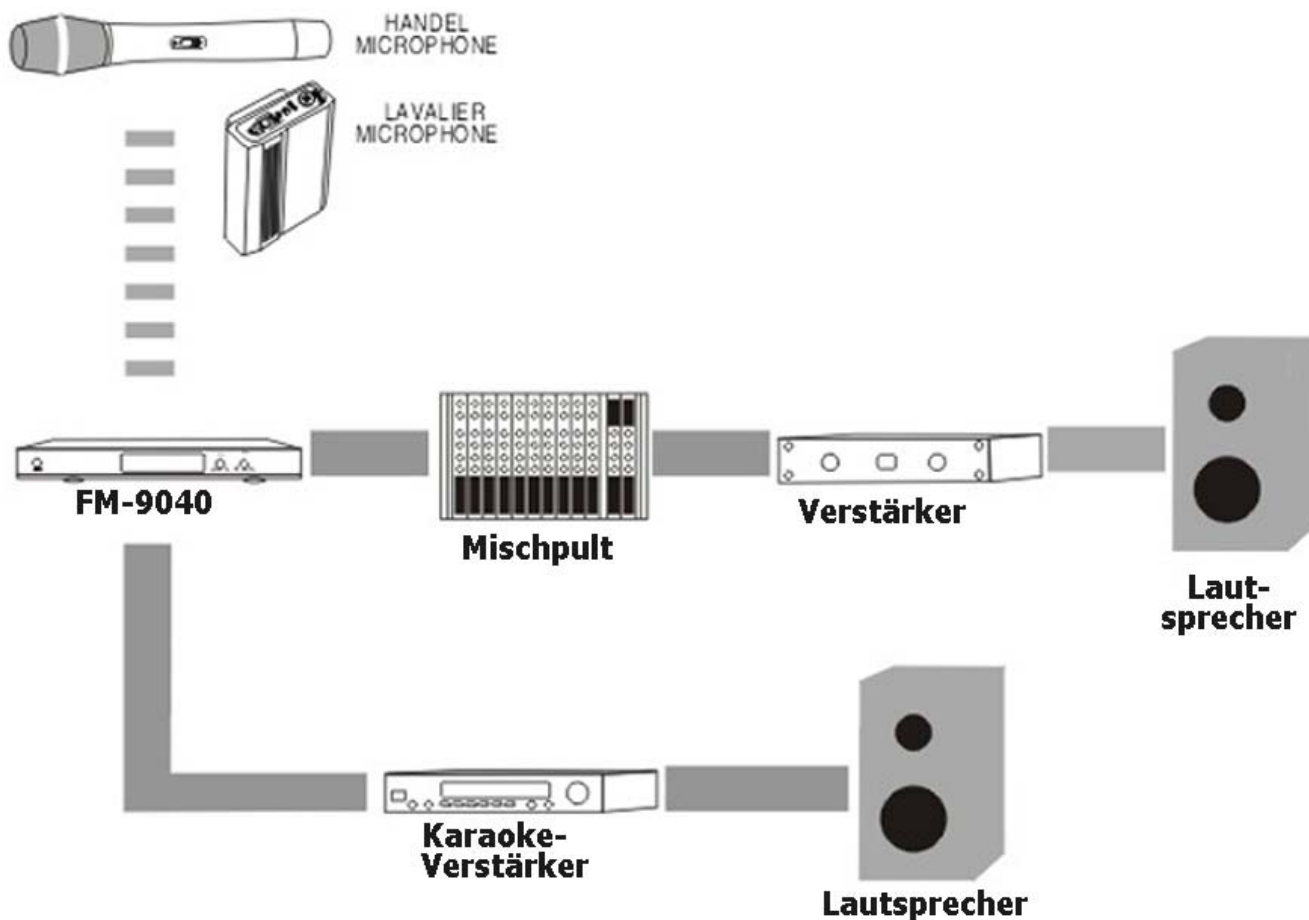 HANDEL
MICROPHONE
LAVALIER
MICROPHONE
FM-9040
Mischpult
Verstärker
Laut-
sprecher
Karaoke-
Verstärker
Lautsprecher